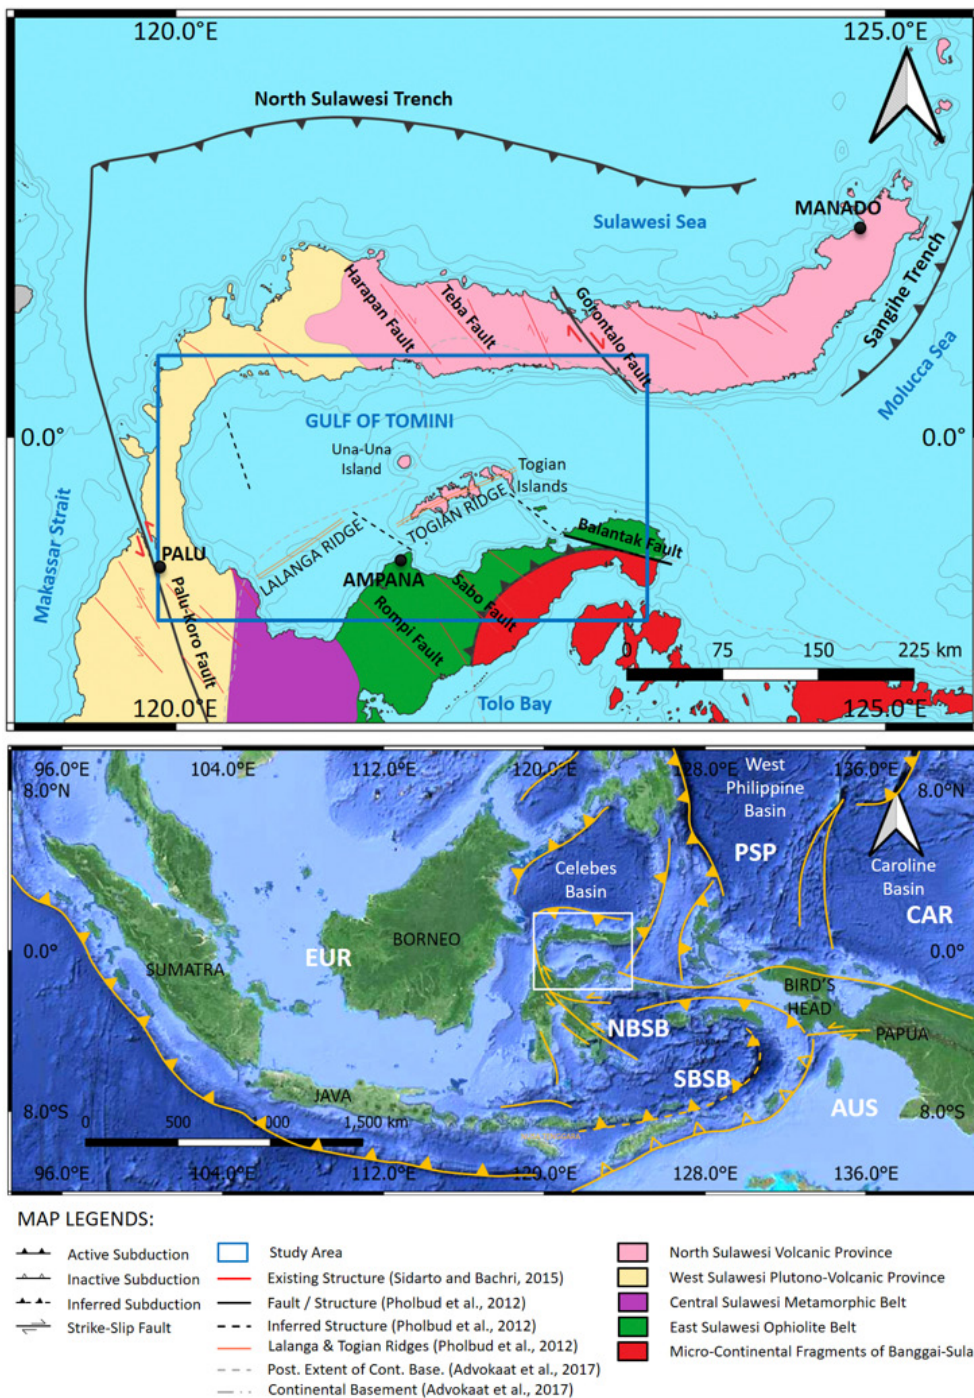 120.0°E
125.0°E
North Sulawesi Trench
MANADO
Sulawesi Sea
Sangihe Trench
Harapan Fault
Teba Fault
Gorontalo Fault
Molucca Sea
0.0°
0.0°
GULF OF TOMINI
Una-Una
Island
Togian
Islands
TOGIAN RIDGE
LALANGA RIDGE
Balantak Fault
Makassar Strait
PALU
AMPANA
Sabo Fault
Palu-Koro Fault
Rompi Fault
0 75 150 225 km
Tolo Bay
120.0°E
125.0°E
96.0°E
104.0°E
112.0°E
120.0°E
128.0°E
136.0°E
8.0°N
8.0°N
West
Philippine
Basin
PSP
Celebes
Basin
Caroline
Basin
CAR
BORNEO
EUR
0.0°
0.0°
SUMATRA
BIRD'S
HEAD
NBSB
PAPUA
SBSB
JAVA
AUS
8.0°S
8.0°S
0 500 1,000 1,500 km
96.0°E
104.0°E
112.0°E
128.0°E
136.0°E
MAP LEGENDS:
Active Subduction
Inactive Subduction
Inferred Subduction
Strike-Slip Fault
Study Area
Existing Structure (Sidarto and Bachri, 2015)
Fault / Structure (Pholbud et al., 2012)
Inferred Structure (Pholbud et al., 2012)
Lalanga & Togian Ridges (Pholbud et al., 2012)
Post. Extent of Cont. Base. (Advokaat et al., 2017)
Continental Basement (Advokaat et al., 2017)
North Sulawesi Volcanic Province
West Sulawesi Plutono-Volcanic Province
Central Sulawesi Metamorphic Belt
East Sulawesi Ophiolite Belt
Micro-Continental Fragments of Banggai-Sula